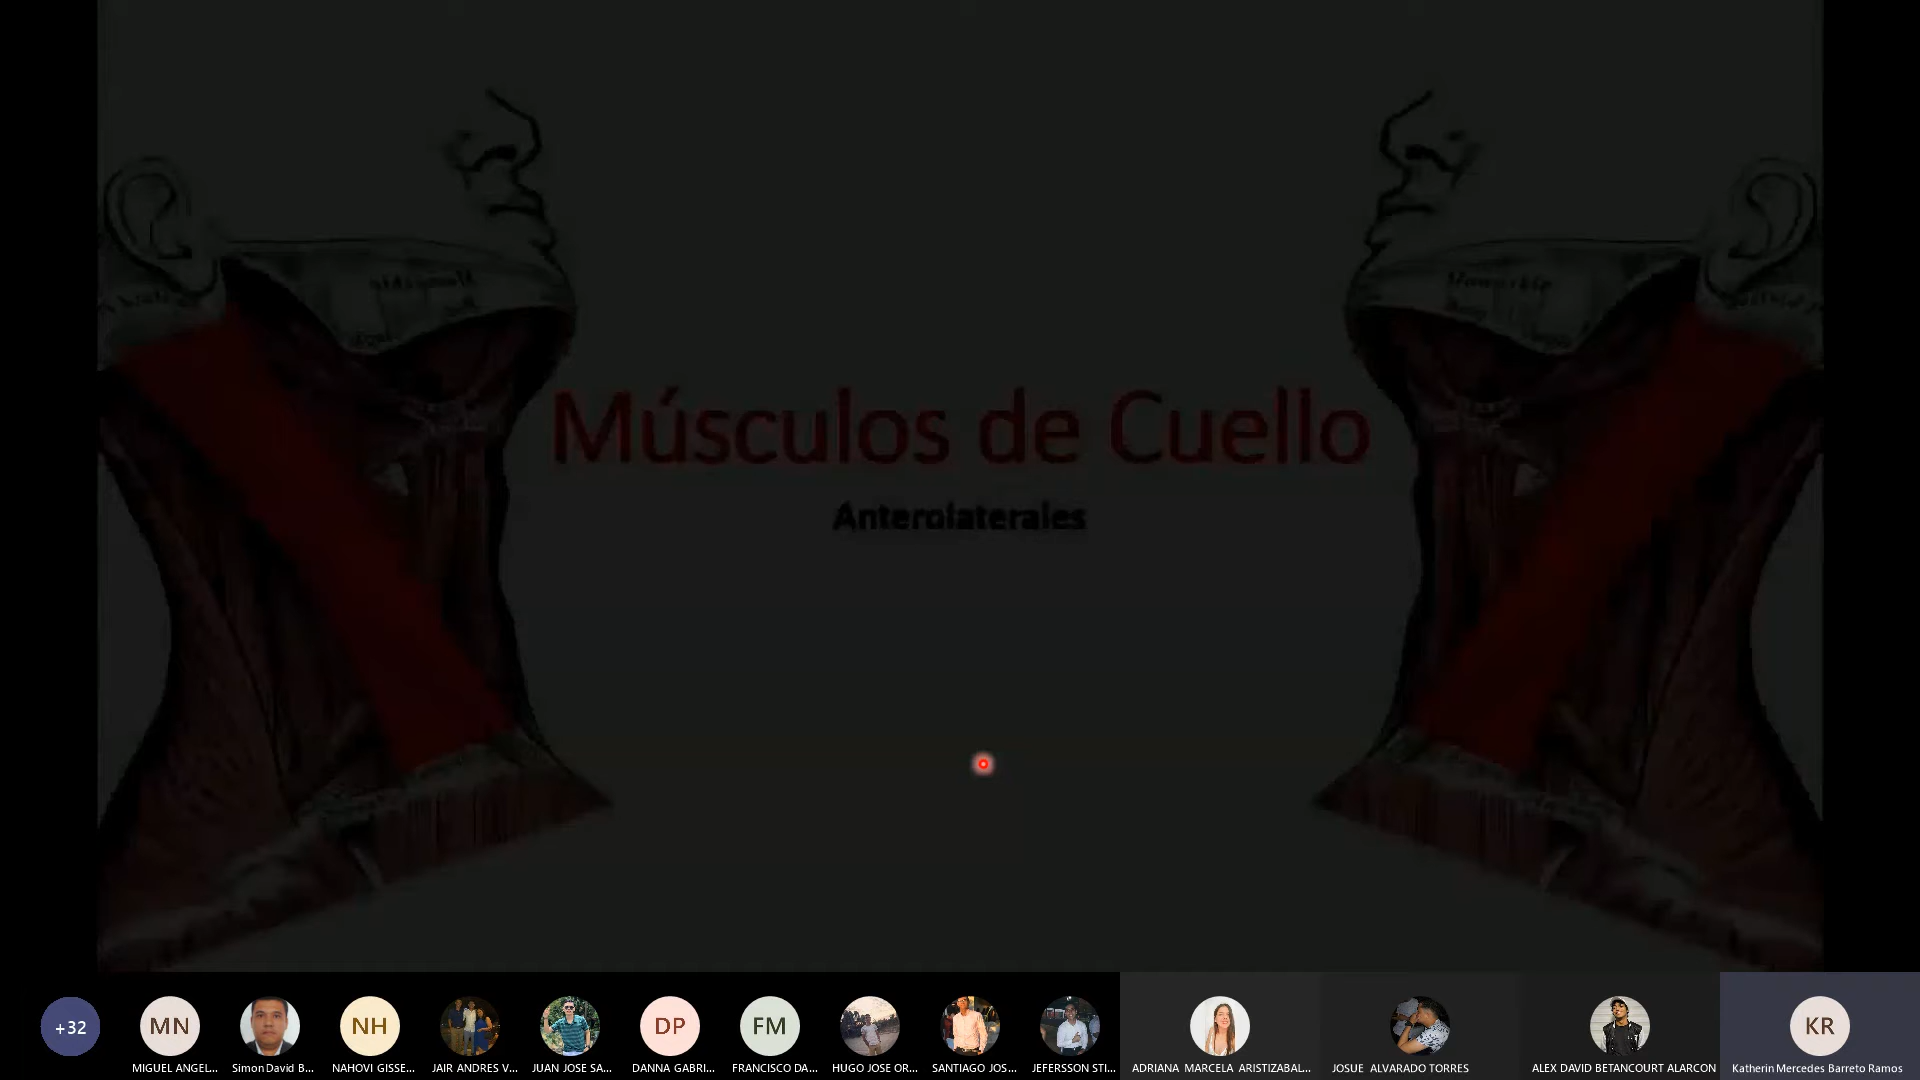 Músculos de Cuello
Anterolaterales
+32
MN
NH
DP
FM
KR
MIGUEL ANGEL...
Simon David B...
NAHOVI GISSE...
JAIR ANDRES V...
JUAN JOSE SA...
DANNA GABRI...
FRANCISCO DA...
HUGO JOSE OR...
SANTIAGO JOS...
JEFERSSON STI...
ADRIANA MARCELA ARISTIZABAL...
JOSUE ALVARADO TORRES
ALEX DAVID BETANCOURT ALARCON
Katherin Mercedes Barreto Ramos